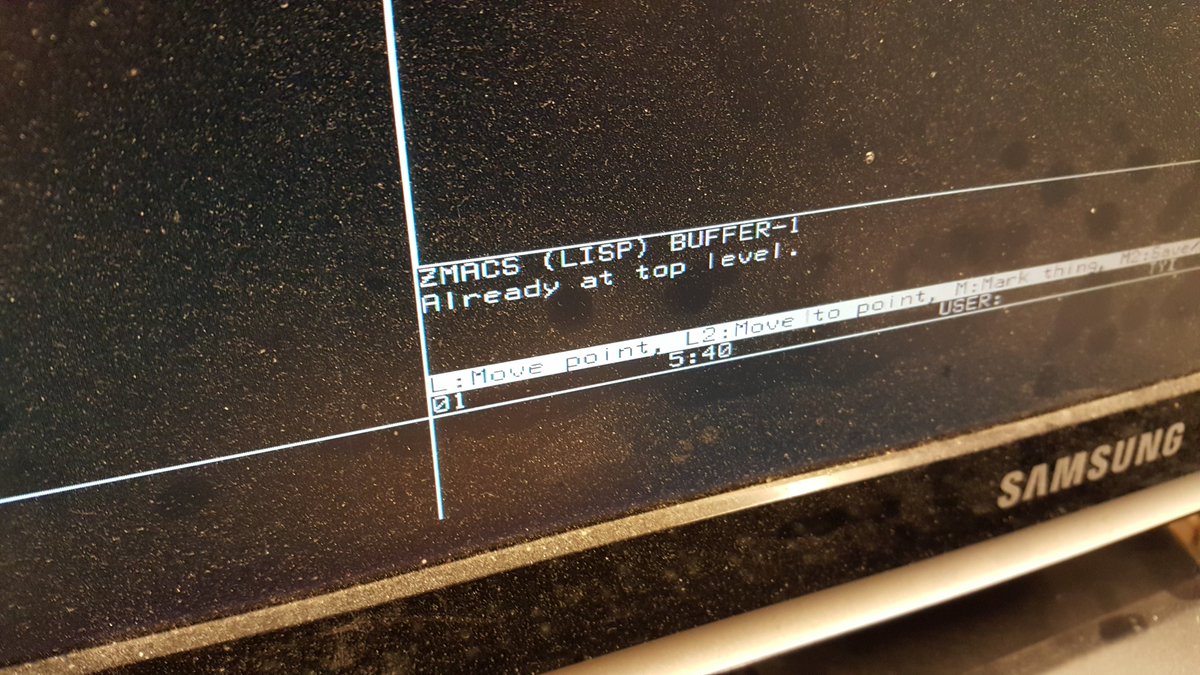 ZMACS (LISP) BUFFER-1
Already at top level.
L:Move point, L2:Move to point, M:Mark thing, M2:Save
01 5:40 USER: TYI
SAMSUNG